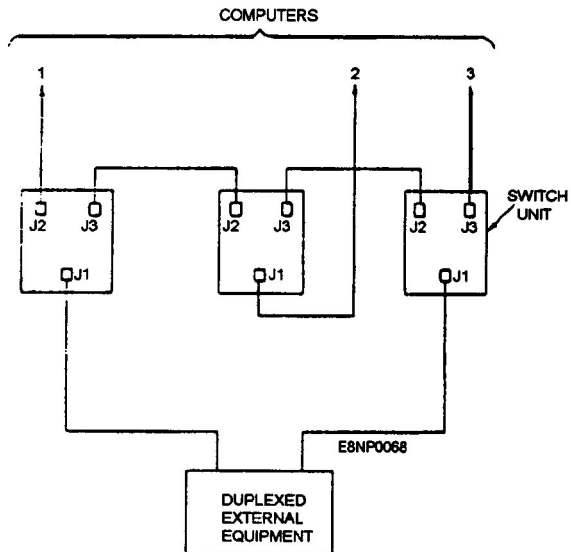 COMPUTERS
1 2 3
J2 J3 J2 J3 J2 J3
SWITCH
UNIT
J1 J1 J1
E8NP0068
DUPLEXED
EXTERNAL
EQUIPMENT